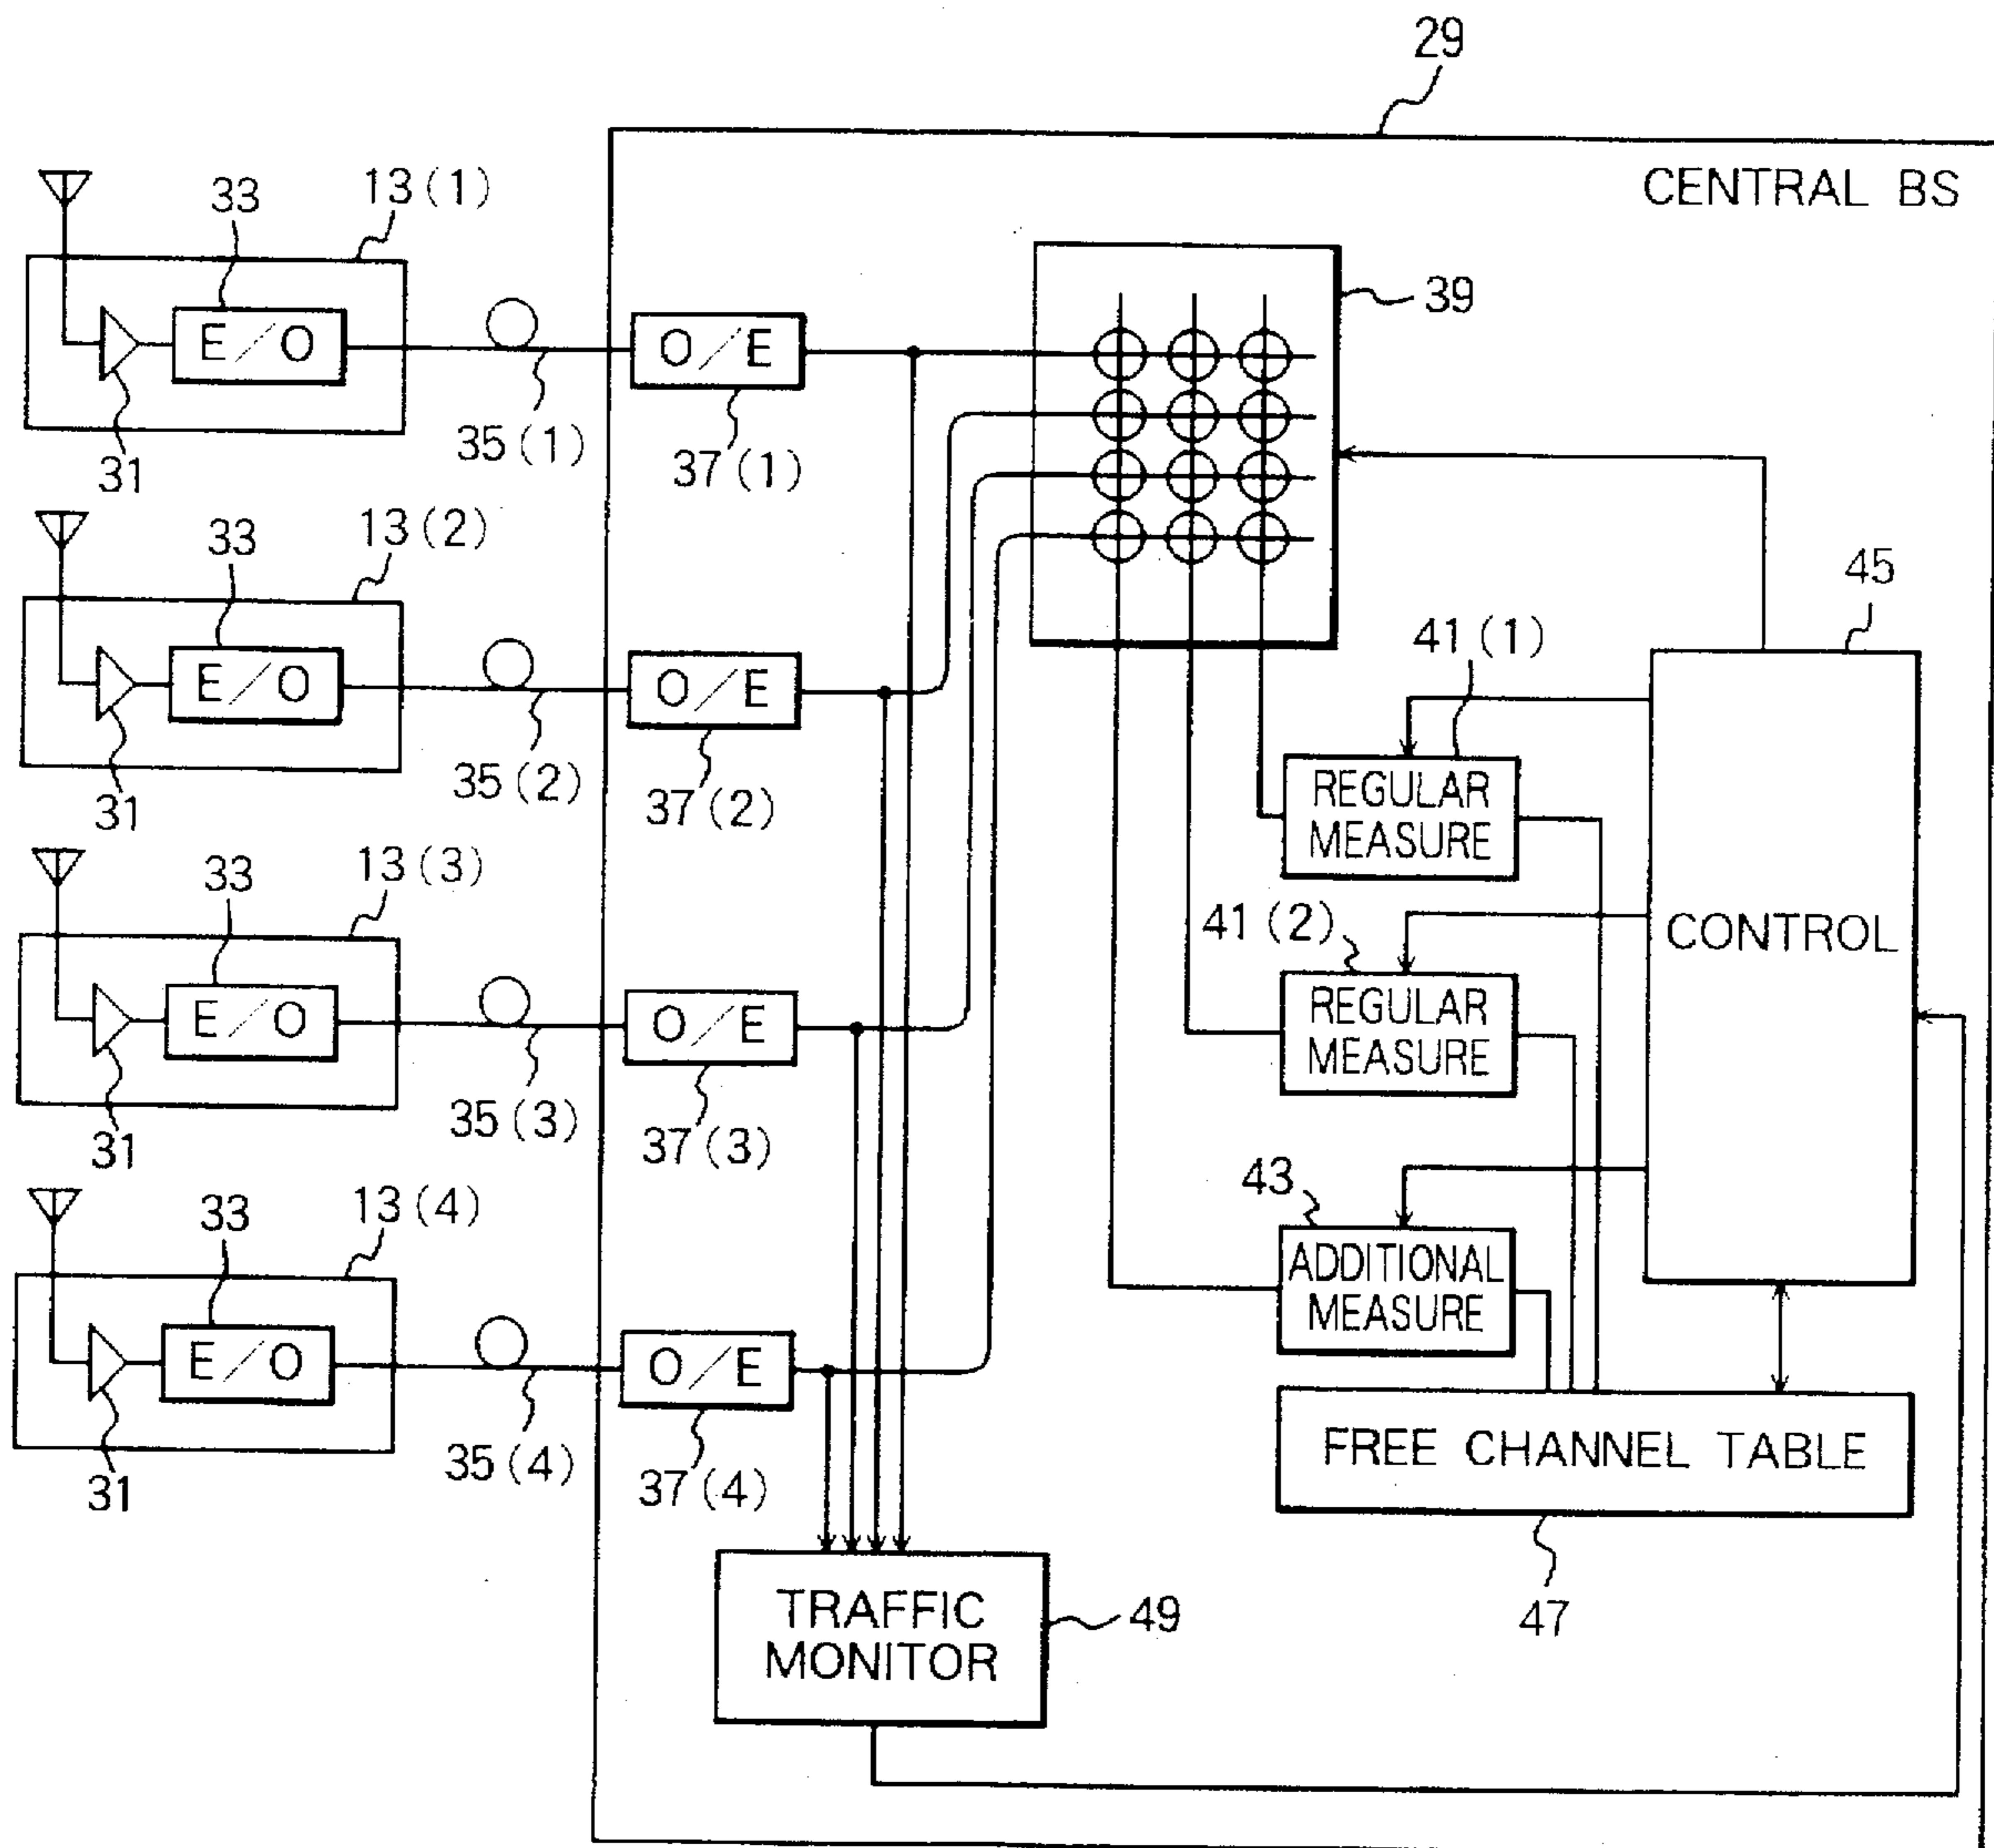 29
CENTRAL BS
33
13(1)
E/O
O/E
39
31
35(1)
37(1)
33
13(2)
45
41(1)
E/O
O/E
31
35(2)
37(2)
REGULAR
MEASURE
33
13(3)
41(2)
CONTROL
E/O
O/E
REGULAR
MEASURE
31
35(3)
37(3)
43
33
13(4)
ADDITIONAL
MEASURE
E/O
O/E
31
35(4)
37(4)
FREE CHANNEL TABLE
47
TRAFFIC
MONITOR
49